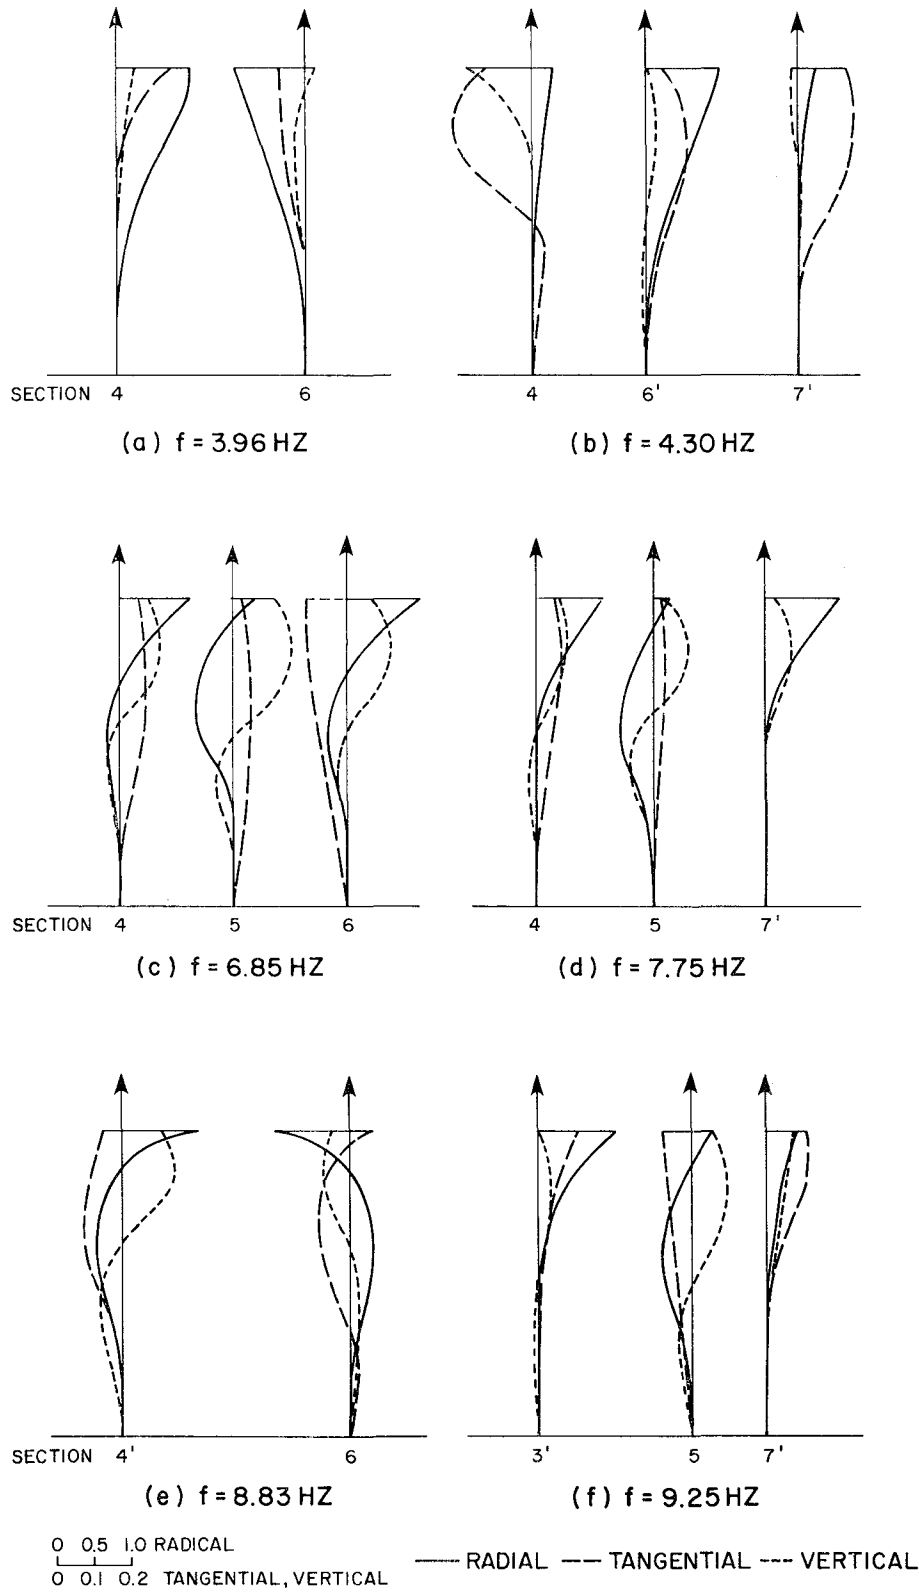 SECTION 4 6 4 6' 7'
(a) f = 3.96 HZ (b) f = 4.30 HZ
SECTION 4 5 6 4 5 7'
(c) f = 6.85 HZ (d) f = 7.75 HZ
SECTION 4' 6 3' 5 7'
(e) f = 8.83 HZ (f) f = 9.25 HZ
0 0.5 1.0 RADICAL
0 0.1 0.2 TANGENTIAL, VERTICAL
RADIAL TANGENTIAL VERTICAL